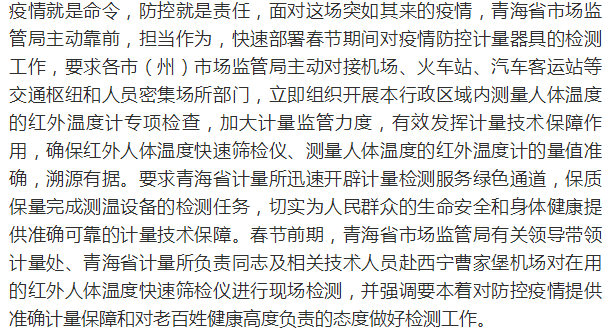 疫情就是命令，防控就是责任，面对这场突如其来的疫情，青海省市场监
管局主动靠前，担当作为，快速部署春节期间对疫情防控计量器具的检测
工作，要求各市（州）市场监管局主动对接机场、火车站、汽车客运站等
交通枢纽和人员密集场所部门，立即组织开展本行政区域内测量人体温度
的红外温度计专项检查，加大计量监管力度，有效发挥计量技术保障作
用，确保红外人体温度快速筛检仪、测量人体温度的红外温度计的量值准
确，溯源有据。要求青海省计量所迅速开辟计量检测服务绿色通道，保质
保量完成测温设备的检测任务，切实为人民群众的生命安全和身体健康提
供准确可靠的计量技术保障。春节前期，青海省市场监管局有关领导带领
计量处、青海省计量所负责同志及相关技术人员赴西宁曹家堡机场对在用
的红外人体温度快速筛检仪进行现场检测，并强调要本着对防控疫情提供
准确计量保障和对老百姓健康高度负责的态度做好检测工作。